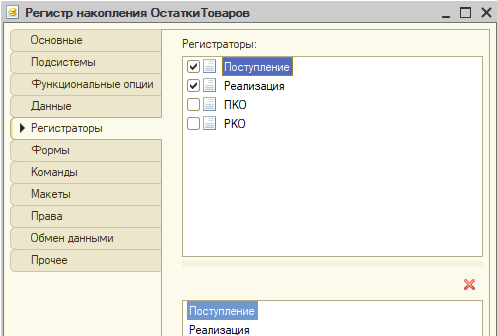 Регистр накопления ОстаткиТоваров
Основные
Подсистемы
Функциональные опции
Данные
Регистраторы
Формы
Команды
Макеты
Права
Обмен данными
Прочее
Регистраторы:
Поступление
Реализация
ПКО
РКО
Поступление
Реализация